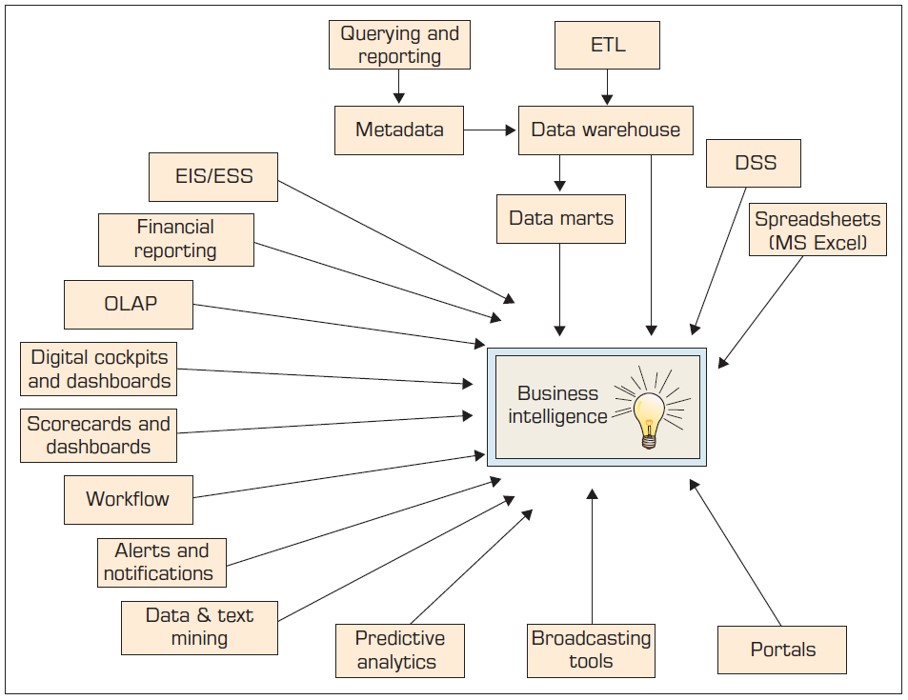 Querying and
reporting
ETL
Metadata
Data warehouse
DSS
EIS/ESS
Data marts
Spreadsheets
(MS Excel)
Financial
reporting
OLAP
Digital cockpits
and dashboards
Business
intelligence
Scorecards and
dashboards
Workflow
Alerts and
notifications
Data & text
mining
Predictive
analytics
Broadcasting
tools
Portals